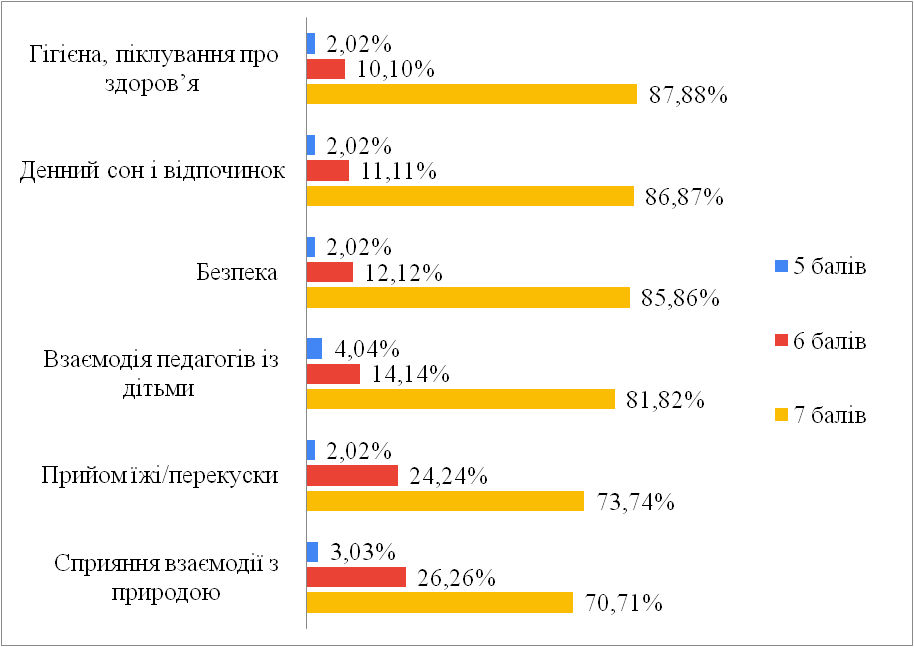 Гігієна, піклування про
здоров’я
2,02%
10,10%
87,88%
Денний сон і відпочинок
2,02%
11,11%
86,87%
Безпека
2,02%
12,12%
85,86%
Взаємодія педагогів із
дітьми
4,04%
14,14%
81,82%
Прийом їжі/перекуски
2,02%
24,24%
73,74%
Сприяння взаємодії з
природою
3,03%
26,26%
70,71%
5 балів
6 балів
7 балів